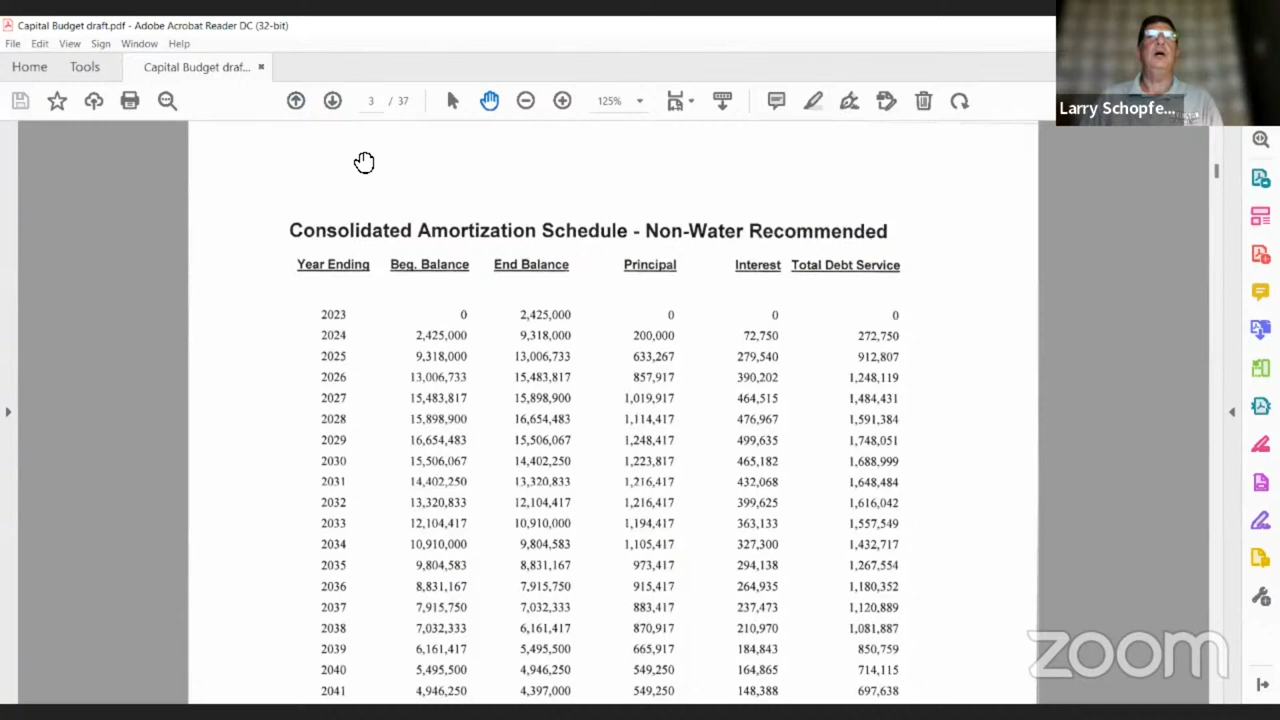 Capital Budget draft.pdf - Adobe Acrobat Reader DC (32-bit)
File Edit View Sign Window Help
Home Tools Capital Budget draf... ×
3 / 37 125%
Larry Schopfe...
Consolidated Amortization Schedule - Non-Water Recommended
Year Ending Beg. Balance End Balance Principal Interest Total Debt Service
2023 0 2,425,000 0 0 0
2024 2,425,000 9,318,000 200,000 72,750 272,750
2025 9,318,000 13,006,733 633,267 279,540 912,807
2026 13,006,733 15,483,817 857,917 390,202 1,248,119
2027 15,483,817 15,898,900 1,019,917 464,515 1,484,431
2028 15,898,900 16,654,483 1,114,417 476,967 1,591,384
2029 16,654,483 15,506,067 1,248,417 499,635 1,748,051
2030 15,506,067 14,402,250 1,223,817 465,182 1,688,999
2031 14,402,250 13,320,833 1,216,417 432,068 1,648,484
2032 13,320,833 12,104,417 1,216,417 399,625 1,616,042
2033 12,104,417 10,910,000 1,194,417 363,133 1,557,549
2034 10,910,000 9,804,583 1,105,417 327,300 1,432,717
2035 9,804,583 8,831,167 973,417 294,138 1,267,554
2036 8,831,167 7,915,750 915,417 264,935 1,180,352
2037 7,915,750 7,032,333 883,417 237,473 1,120,889
2038 7,032,333 6,161,417 870,917 210,970 1,081,887
2039 6,161,417 5,495,500 665,917 184,843 850,759
2040 5,495,500 4,946,250 549,250 164,865 714,115
2041 4,946,250 4,397,000 549,250 148,388 697,638
zoom